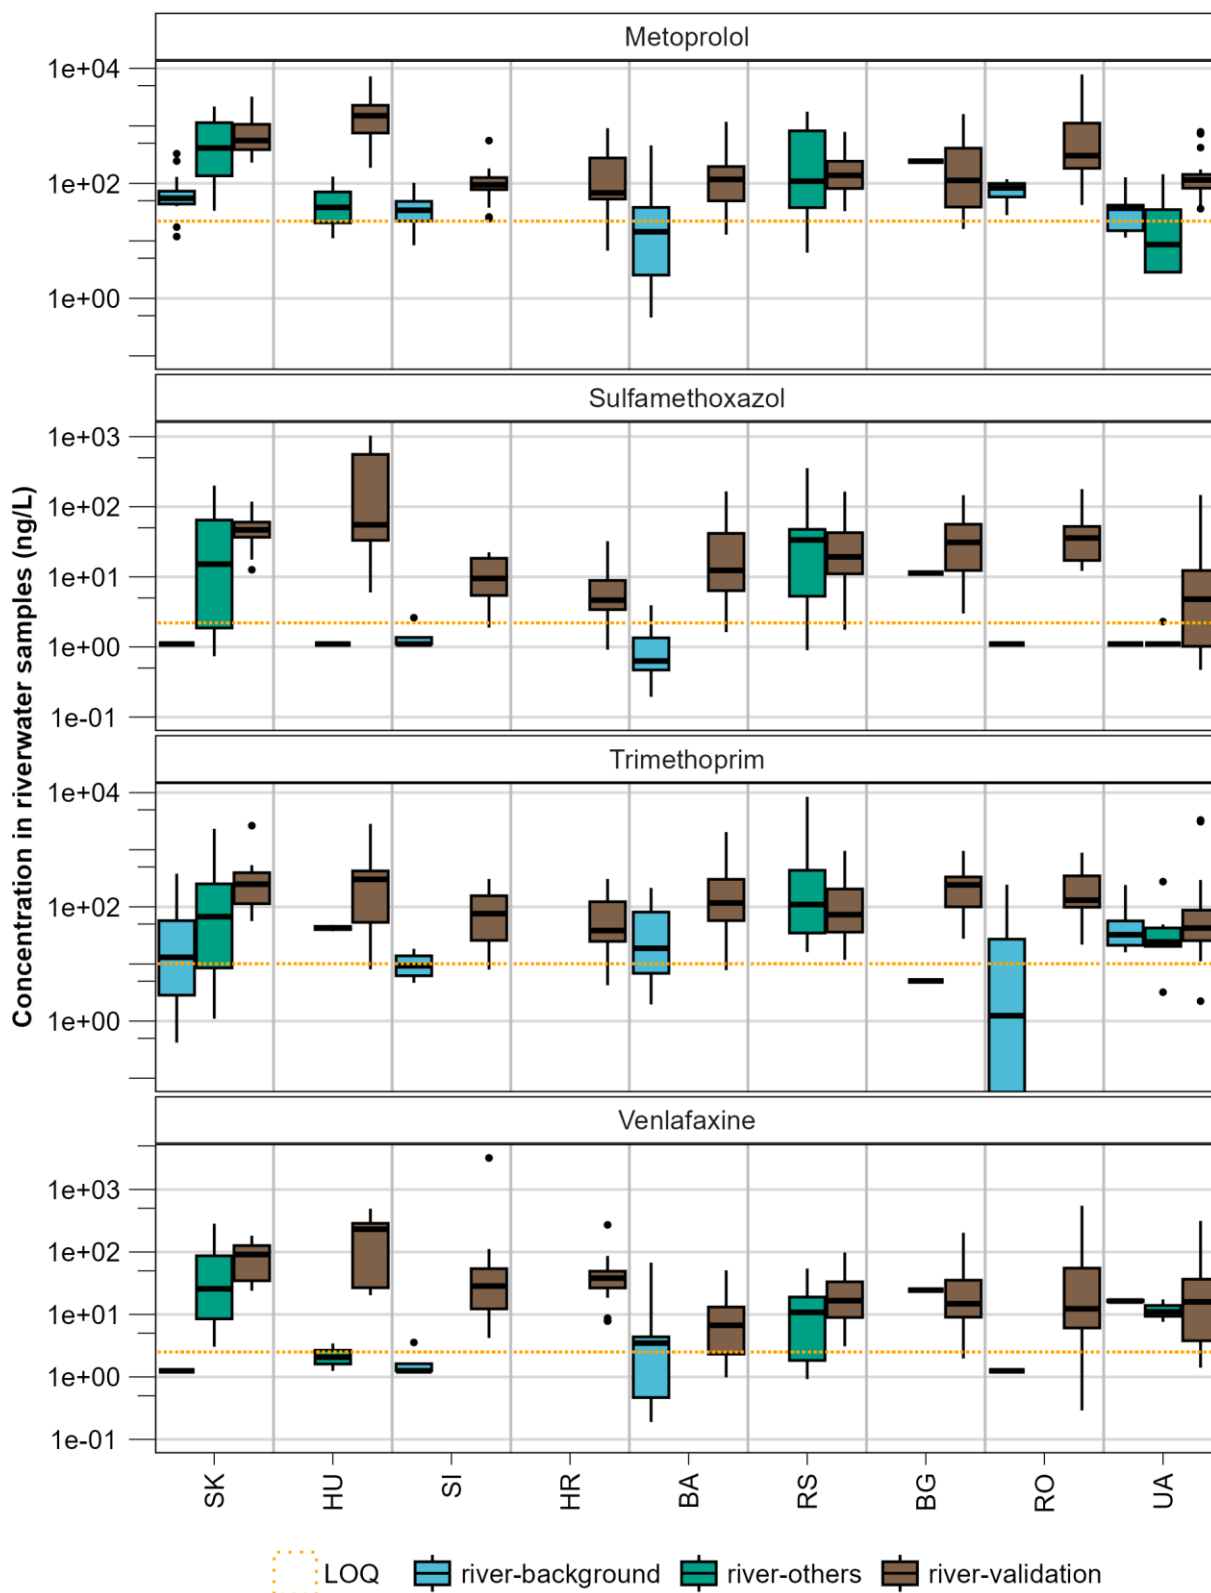 Metoprolol
1e+04
1e+02
1e+00
Sulfamethoxazol
1e+03
1e+02
1e+01
1e+00
1e-01
Trimethoprim
1e+04
1e+02
1e+00
Venlafaxine
1e+03
1e+02
1e+01
1e+00
1e-01
Concentration in riverwater samples (ng/L)
SK HU SI HR BA RS BG RO UA
LOQ river-background river-others river-validation